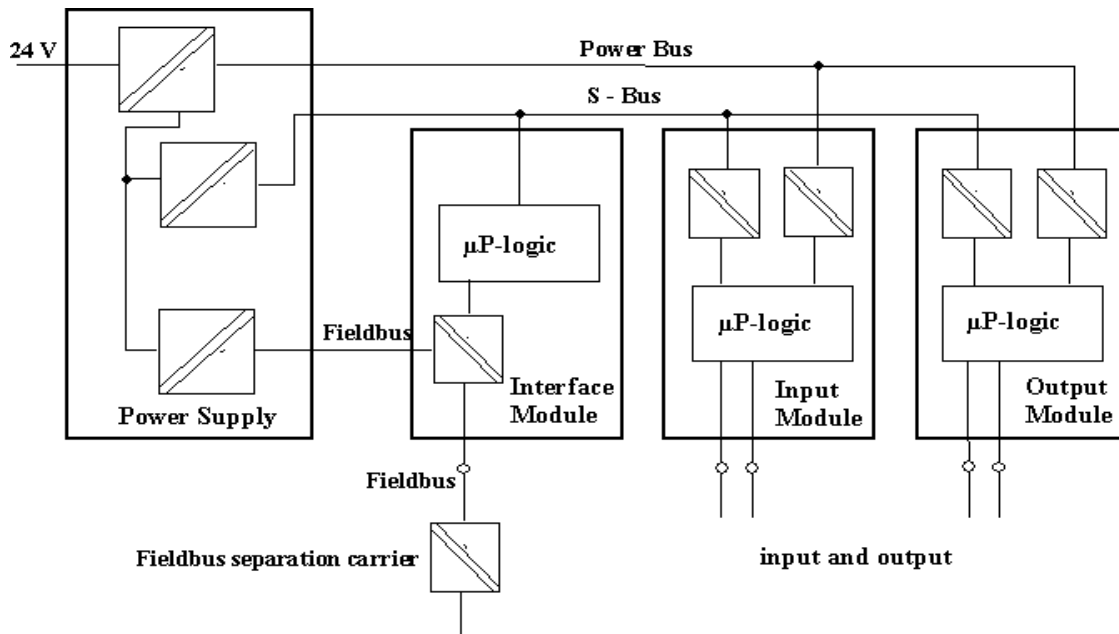 24 V
Power Bus
S - Bus
µP-logic
µP-logic
µP-logic
Fieldbus
Power Supply
Interface
Module
Input
Module
Output
Module
Fieldbus
Fieldbus separation carrier
input and output